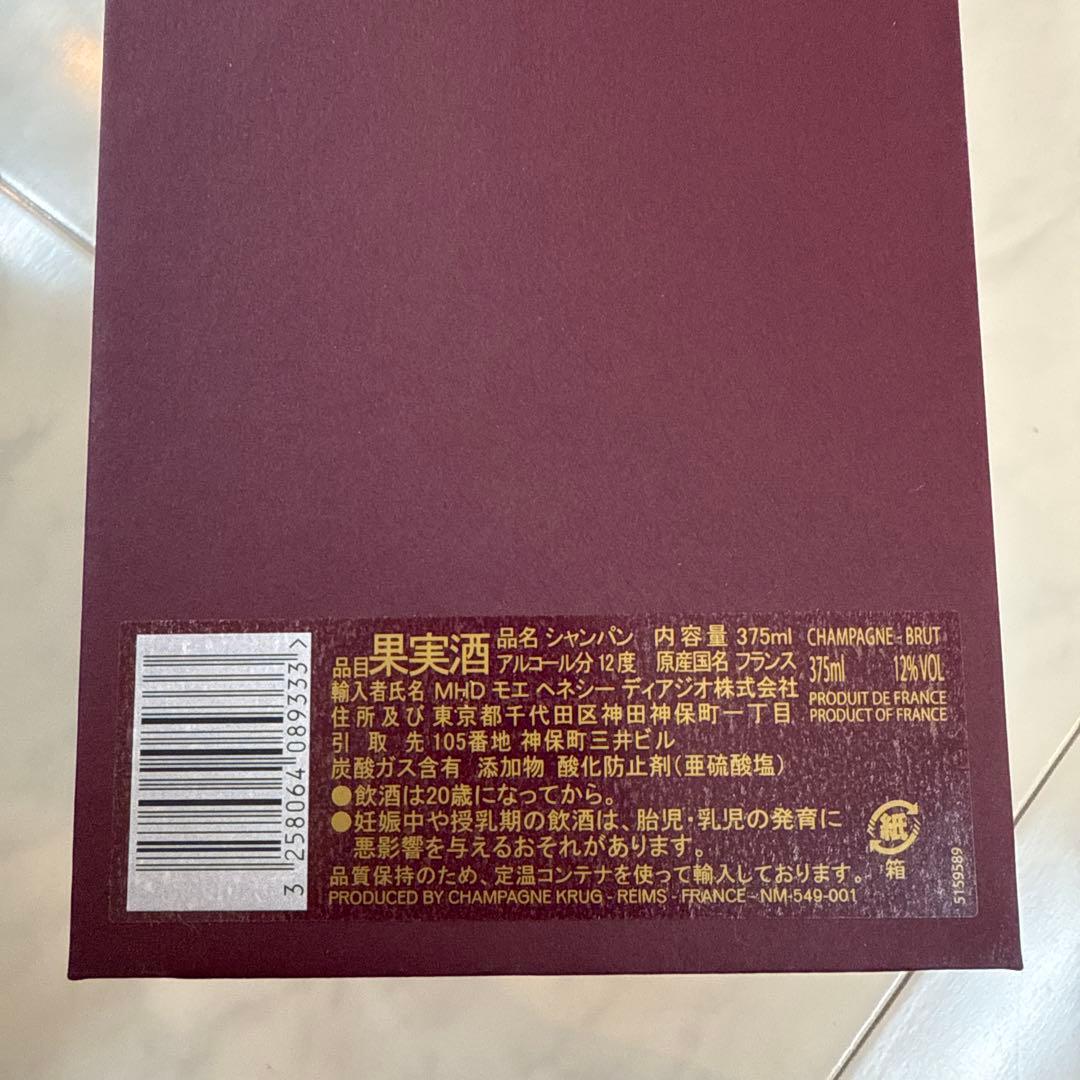 品目 果実酒 品名 シャンパン 内容量 375ml
アルコール分 12度 原産国名 フランス
輸入者氏名 MHD モエ ヘネシー ディアジオ株式会社
住所及び 東京都千代田区神田神保町一丁目
引取先 105番地 神保町三井ビル
炭酸ガス含有 添加物 酸化防止剤(亜硫酸塩)
●飲酒は20歳になってから。
●妊娠中や授乳期の飲酒は、胎児・乳児の発育に
悪影響を与えるおそれがあります。
品質保持のため、定温コンテナを使って輸入しております。
PRODUCED BY CHAMPAGNE KRUG - REIMS - FRANCE - NM-549-001
CHAMPAGNE - BRUT
375ml 12% VOL
PRODUIT DE FRANCE
PRODUCT OF FRANCE
紙
箱
5159589
3 258064 089333 >